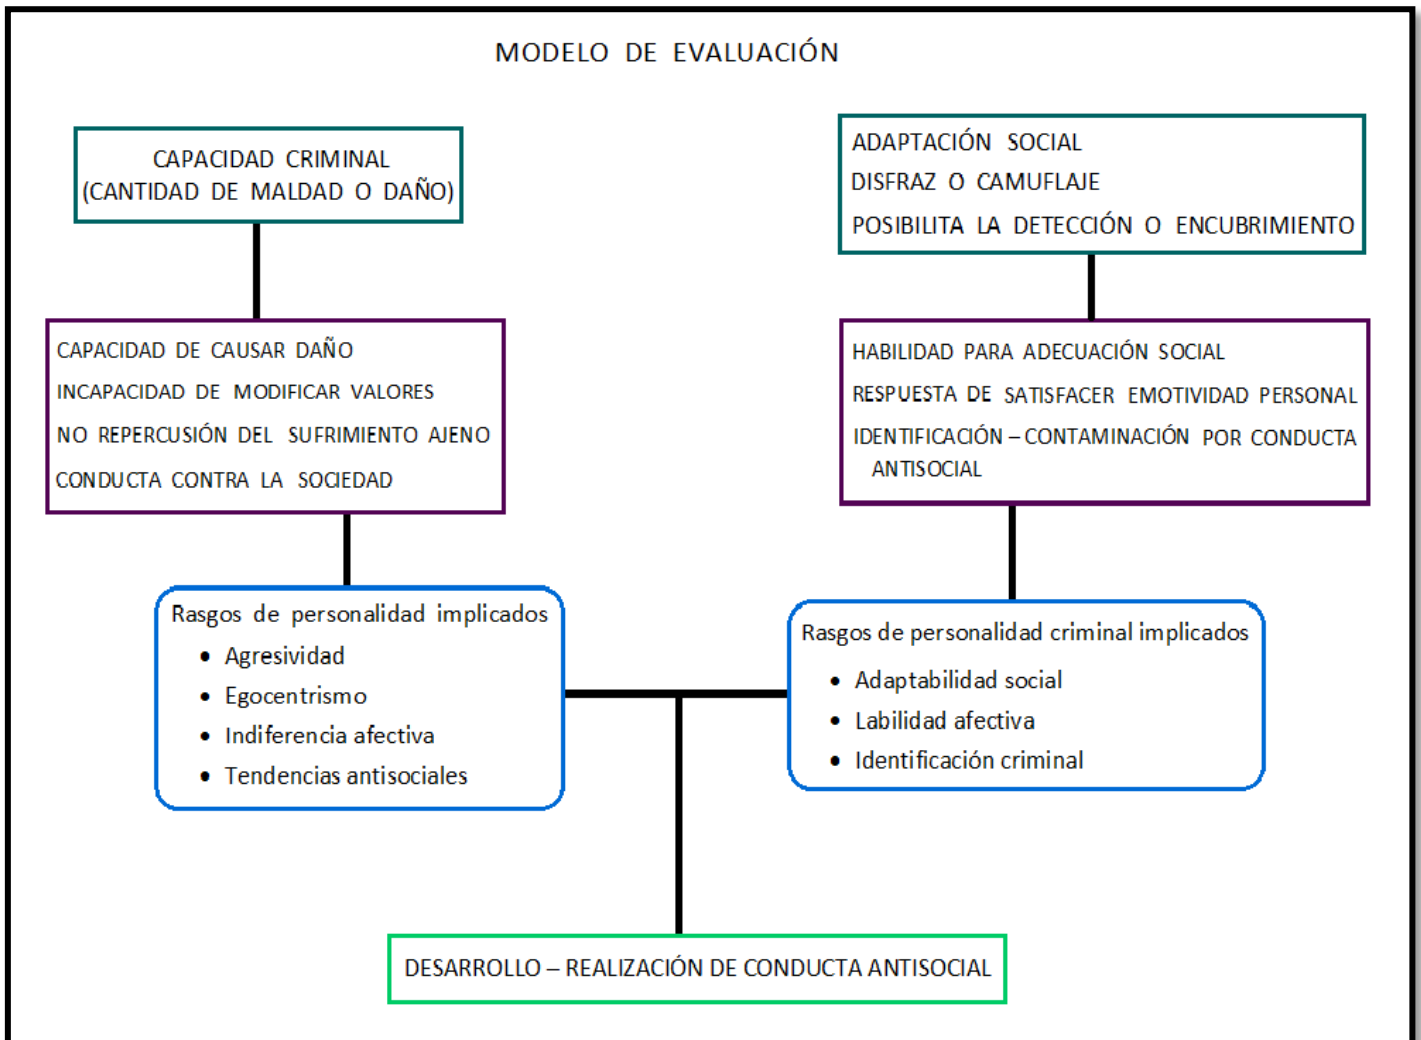 MODELO DE EVALUACIÓN
CAPACIDAD CRIMINAL
(CANTIDAD DE MALDAD O DAÑO)
ADAPTACIÓN SOCIAL
DISFRAZ O CAMUFLAJE
POSIBILITA LA DETECCIÓN O ENCUBRIMIENTO
CAPACIDAD DE CAUSAR DAÑO
INCAPACIDAD DE MODIFICAR VALORES
NO REPERCUSIÓN DEL SUFRIMIENTO AJENO
CONDUCTA CONTRA LA SOCIEDAD
HABILIDAD PARA ADECUACIÓN SOCIAL
RESPUESTA DE SATISFACER EMOTIVIDAD PERSONAL
IDENTIFICACIÓN – CONTAMINACIÓN POR CONDUCTA
ANTISOCIAL
Rasgos de personalidad implicados
• Agresividad
• Egocentrismo
• Indiferencia afectiva
• Tendencias antisociales
Rasgos de personalidad criminal implicados
• Adaptabilidad social
• Labilidad afectiva
• Identificación criminal
DESARROLLO – REALIZACIÓN DE CONDUCTA ANTISOCIAL